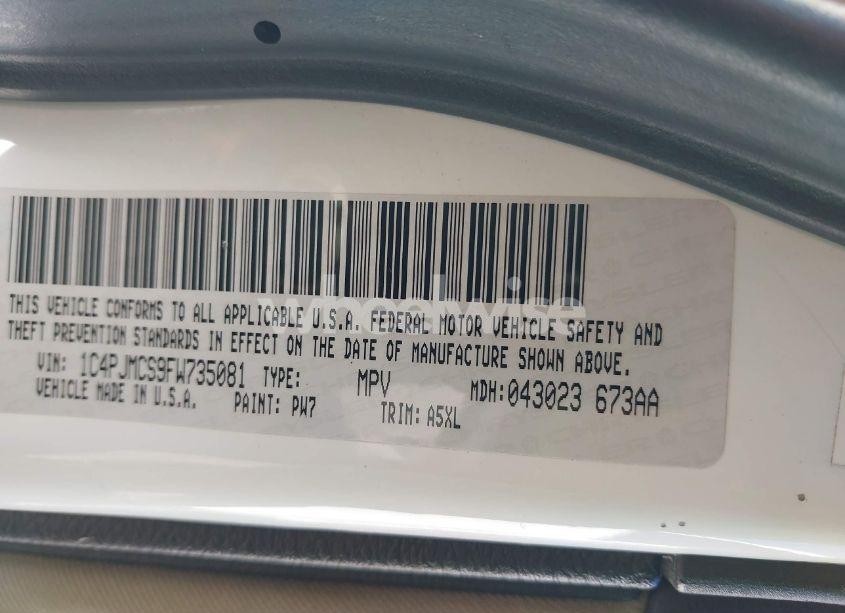 THIS VEHICLE CONFORMS TO ALL APPLICABLE U.S.A. FEDERAL MOTOR VEHICLE SAFETY AND
THEFT PREVENTION STANDARDS IN EFFECT ON THE DATE OF MANUFACTURE SHOWN ABOVE.
VIN: 1C4PJMCS9FW735081 TYPE: MPV MDH: 043023 673AA
VEHICLE MADE IN U.S.A. PAINT: PW7 TRIM: A5XL
wheelwise